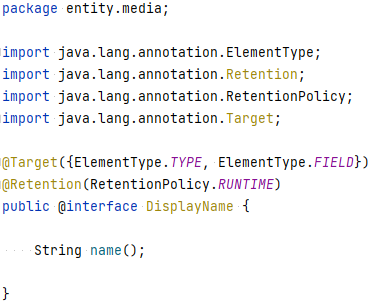 package entity.media;
import java.lang.annotation.ElementType;
import java.lang.annotation.Retention;
import java.lang.annotation.RetentionPolicy;
import java.lang.annotation.Target;
@Target({ElementType.TYPE, ElementType.FIELD})
@Retention(RetentionPolicy.RUNTIME)
public @interface DisplayName {
String name();
}